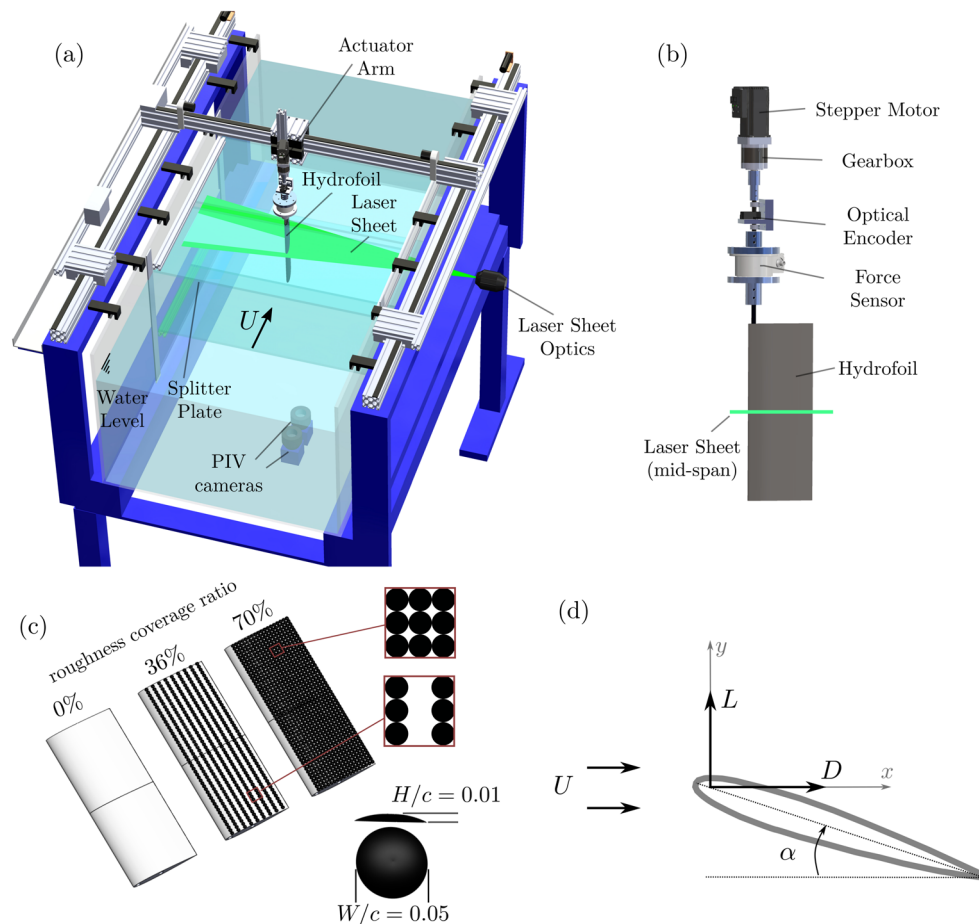 (a)
Actuator
Arm
Hydrofoil
Laser
Sheet
U
Laser Sheet
Optics
Water
Level
Splitter
Plate
PIV
cameras
(b)
Stepper Motor
Gearbox
Optical
Encoder
Force
Sensor
Hydrofoil
Laser Sheet
(mid-span)
(c)
roughness coverage ratio
0%
36%
70%
H/c = 0.01
W/c = 0.05
(d)
y
L
D
x
U
α